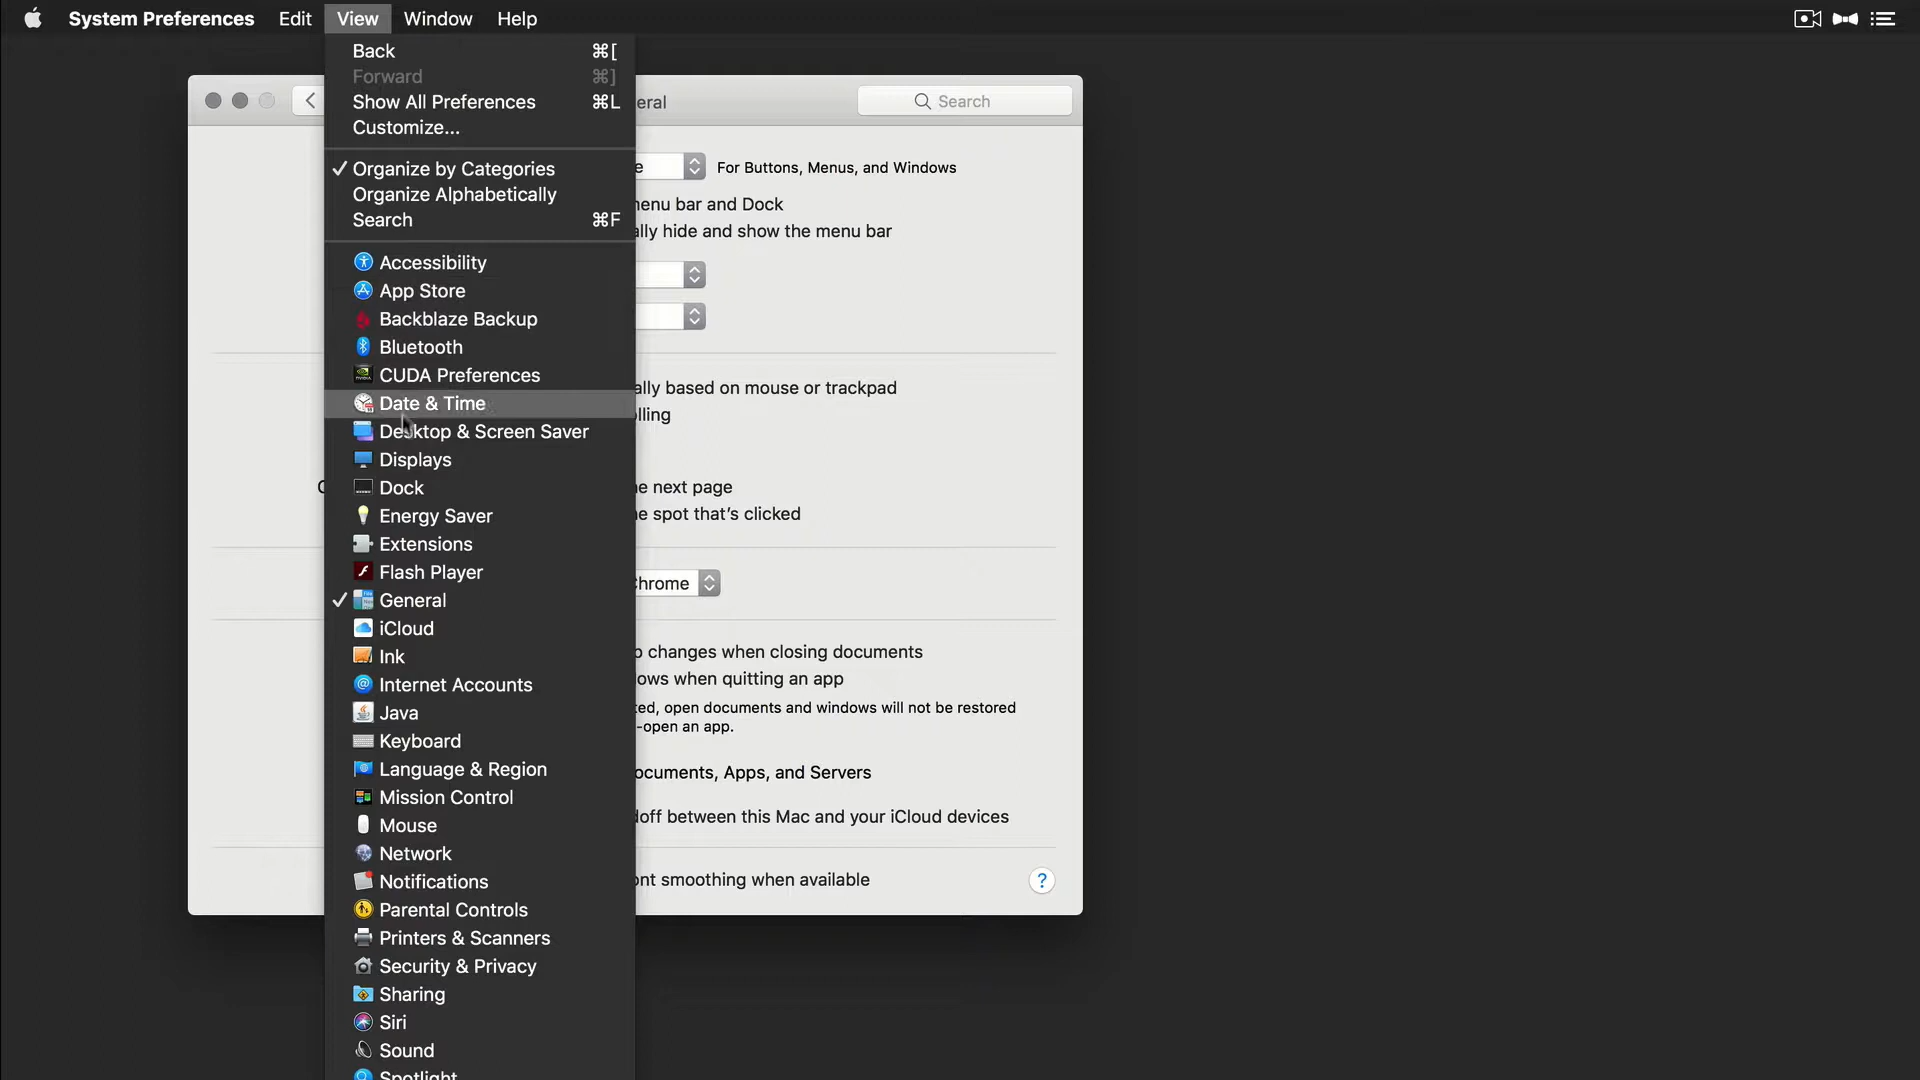 System Preferences Edit View Window Help
Back ⌘[
Forward ⌘]
Show All Preferences ⌘L
Customize...
Organize by Categories
Organize Alphabetically
Search ⌘F
Accessibility
App Store
Backblaze Backup
Bluetooth
CUDA Preferences
Date & Time
Desktop & Screen Saver
Displays
Dock
Energy Saver
Extensions
Flash Player
General
iCloud
Ink
Internet Accounts
Java
Keyboard
Language & Region
Mission Control
Mouse
Network
Notifications
Parental Controls
Printers & Scanners
Security & Privacy
Sharing
Siri
Sound
Spotlight
eral
Search
e For Buttons, Menus, and Windows
enu bar and Dock
ally hide and show the menu bar
ally based on mouse or trackpad
lling
e next page
e spot that's clicked
Chrome
changes when closing documents
ows when quitting an app
ted, open documents and windows will not be restored
-open an app.
ocuments, Apps, and Servers
doff between this Mac and your iCloud devices
ont smoothing when available
?